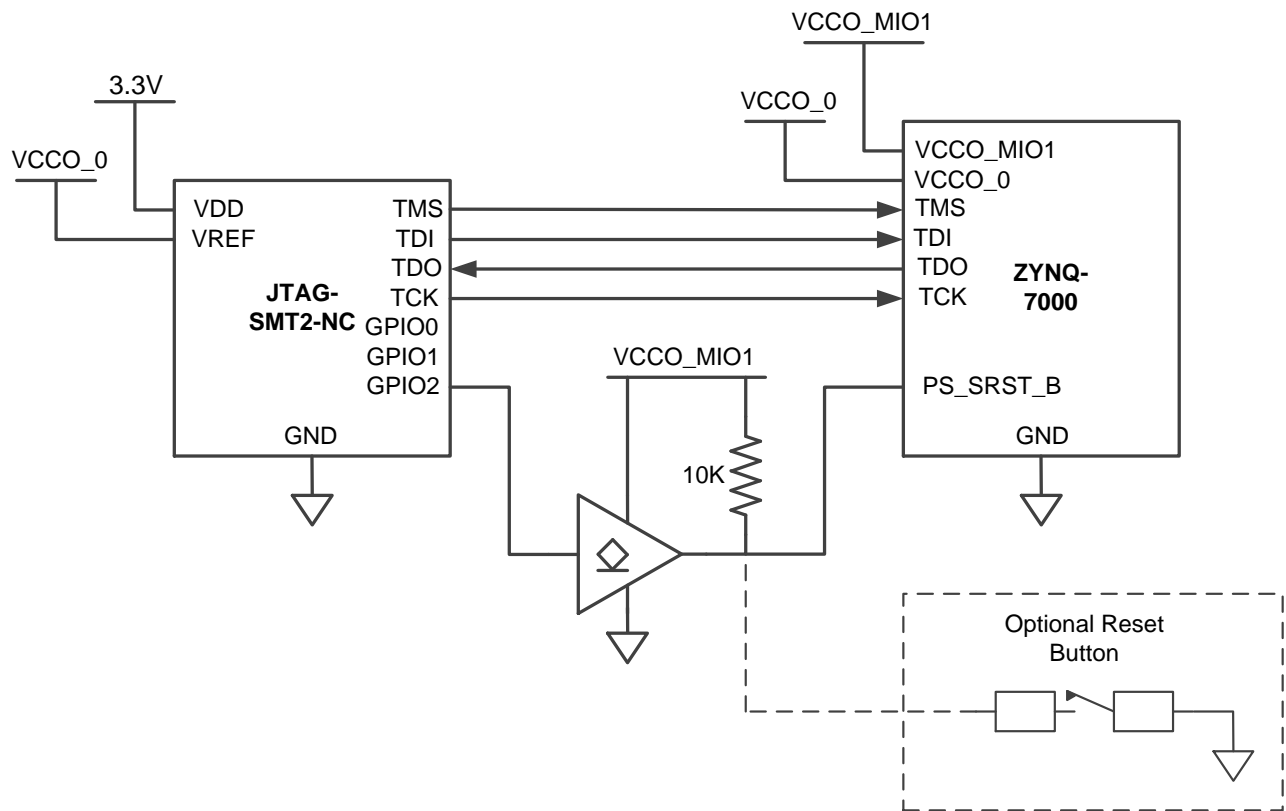 VCCO_MIO1
3.3V
VCCO_0
VCCO_0
VDD
VREF
TMS
TDI
TDO
TCK
GPIO0
GPIO1
GPIO2
JTAG-
SMT2-NC
GND
VCCO_MIO1
VCCO_0
TMS
TDI
TDO
TCK
ZYNQ-
7000
PS_SRST_B
GND
VCCO_MIO1
10K
Optional Reset
Button